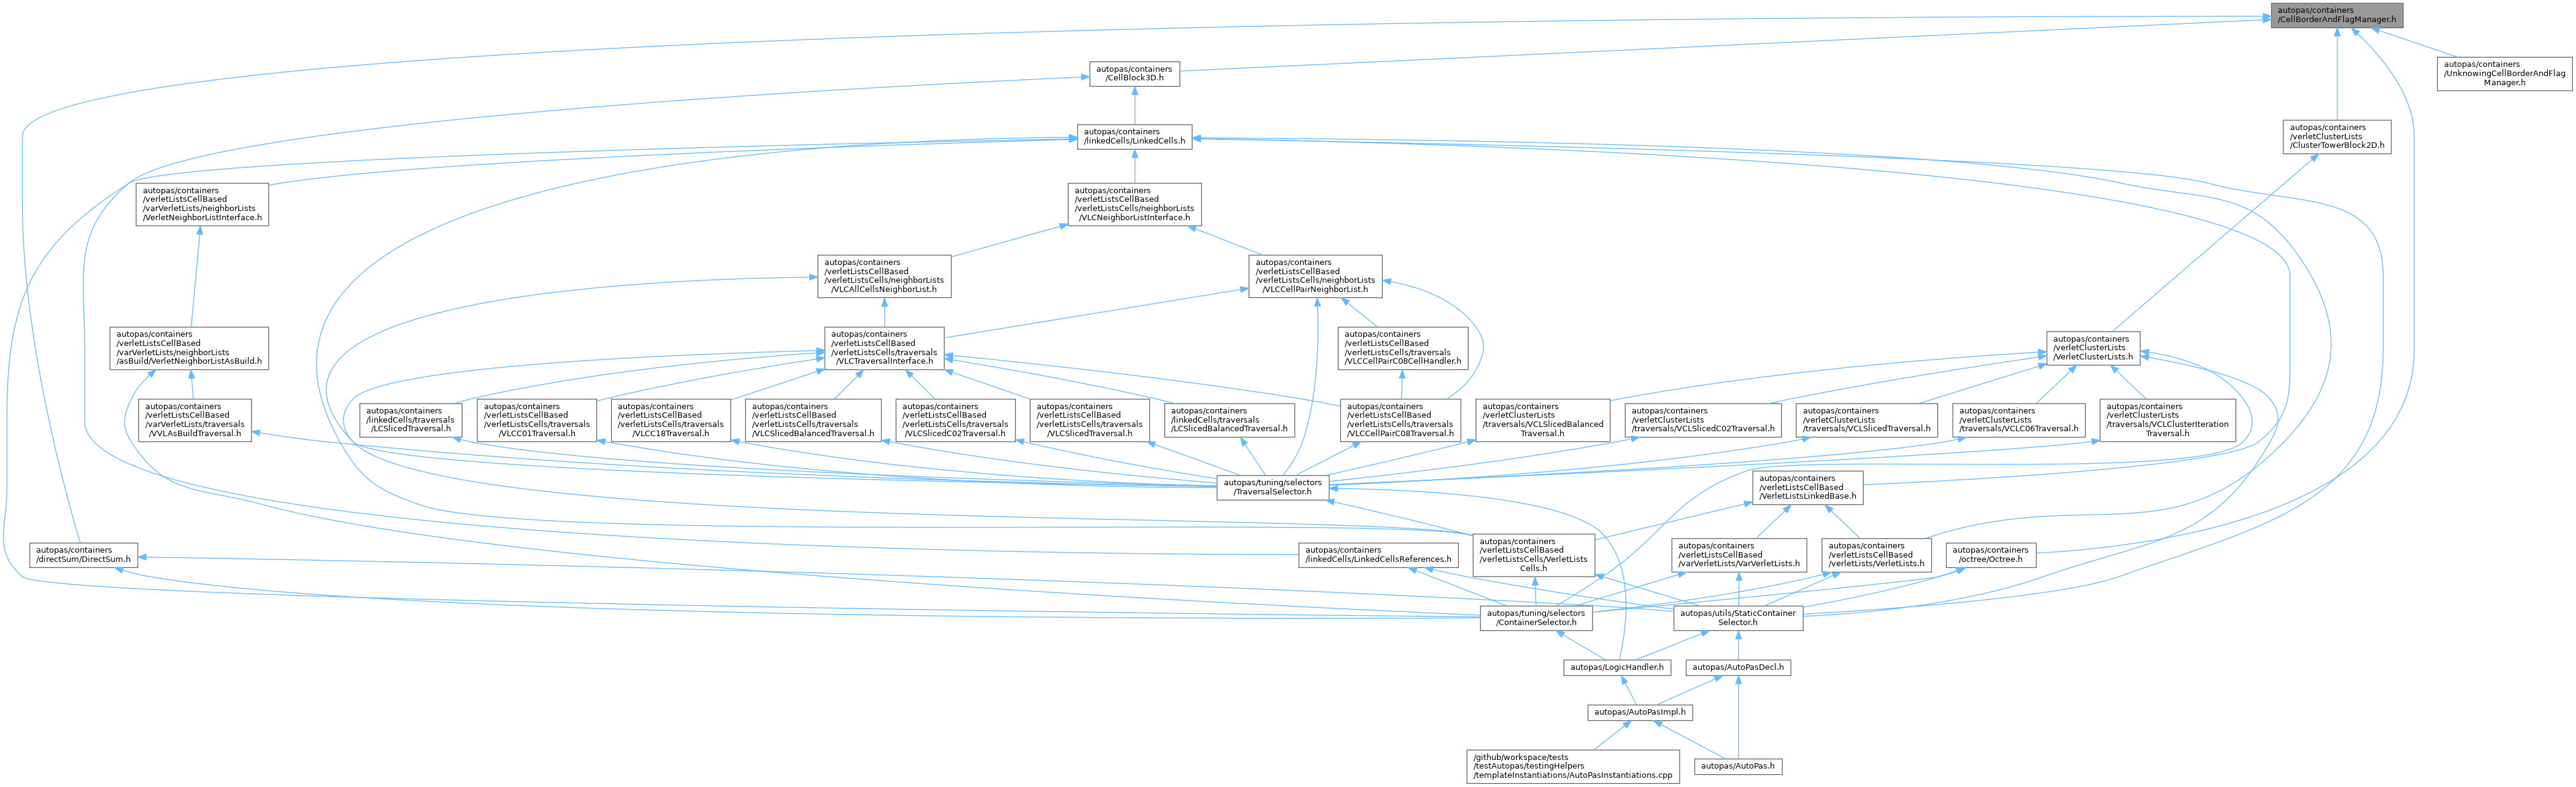 autopas/containers
/CellBorderAndFlagManager.h
autopas/containers
/CellBlock3D.h
autopas/containers
/UnknowingCellBorderAndFlag
Manager.h
autopas/containers
/linkedCells/LinkedCells.h
autopas/containers
/verletClusterLists
/ClusterTowerBlock2D.h
autopas/containers
/verletListsCellBased
/varVerletLists/neighborLists
/VerletNeighborListInterface.h
autopas/containers
/verletListsCellBased
/verletListsCells/neighborLists
/VLCNeighborListInterface.h
autopas/containers
/verletListsCellBased
/verletListsCells/neighborLists
/VLCAllCellsNeighborList.h
autopas/containers
/verletListsCellBased
/verletListsCells/neighborLists
/VLCCellPairNeighborList.h
autopas/containers
/verletListsCellBased
/varVerletLists/neighborLists
/asBuild/VerletNeighborListAsBuild.h
autopas/containers
/verletListsCellBased
/verletListsCells/traversals
/VLCTraversalInterface.h
autopas/containers
/verletListsCellBased
/verletListsCells/traversals
/VLCCellPairC08CellHandler.h
autopas/containers
/verletClusterLists
/VerletClusterLists.h
autopas/containers
/verletListsCellBased
/varVerletLists/traversals
/VVLAsBuildTraversal.h
autopas/containers
/linkedCells/traversals
/LCSlicedTraversal.h
autopas/containers
/verletListsCellBased
/verletListsCells/traversals
/VLCC01Traversal.h
autopas/containers
/verletListsCellBased
/verletListsCells/traversals
/VLCC18Traversal.h
autopas/containers
/verletListsCellBased
/verletListsCells/traversals
/VLCSlicedBalancedTraversal.h
autopas/containers
/verletListsCellBased
/verletListsCells/traversals
/VLCSlicedC02Traversal.h
autopas/containers
/verletListsCellBased
/verletListsCells/traversals
/VLCSlicedTraversal.h
autopas/containers
/linkedCells/traversals
/LCSlicedBalancedTraversal.h
autopas/containers
/verletListsCellBased
/verletListsCells/traversals
/VLCCellPairC08Traversal.h
autopas/containers
/verletClusterLists
/traversals/VCLSlicedBalanced
Traversal.h
autopas/containers
/verletClusterLists
/traversals/VCLSlicedC02Traversal.h
autopas/containers
/verletClusterLists
/traversals/VCLSlicedTraversal.h
autopas/containers
/verletClusterLists
/traversals/VCLC06Traversal.h
autopas/containers
/verletClusterLists
/traversals/VCLClusterIteration
Traversal.h
autopas/tuning/selectors
/TraversalSelector.h
autopas/containers
/verletListsCellBased
/VerletListsLinkedBase.h
autopas/containers
/directSum/DirectSum.h
autopas/containers
/linkedCells/LinkedCellsReferences.h
autopas/containers
/verletListsCellBased
/verletListsCells/VerletLists
Cells.h
autopas/containers
/verletListsCellBased
/varVerletLists/VarVerletLists.h
autopas/containers
/verletListsCellBased
/verletLists/VerletLists.h
autopas/containers
/octree/Octree.h
autopas/tuning/selectors
/ContainerSelector.h
autopas/utils/StaticContainer
Selector.h
autopas/LogicHandler.h
autopas/AutoPasDecl.h
autopas/AutoPasImpl.h
/github/workspace/tests
/testAutopas/testingHelpers
/templateInstantiations/AutoPasInstantiations.cpp
autopas/AutoPas.h